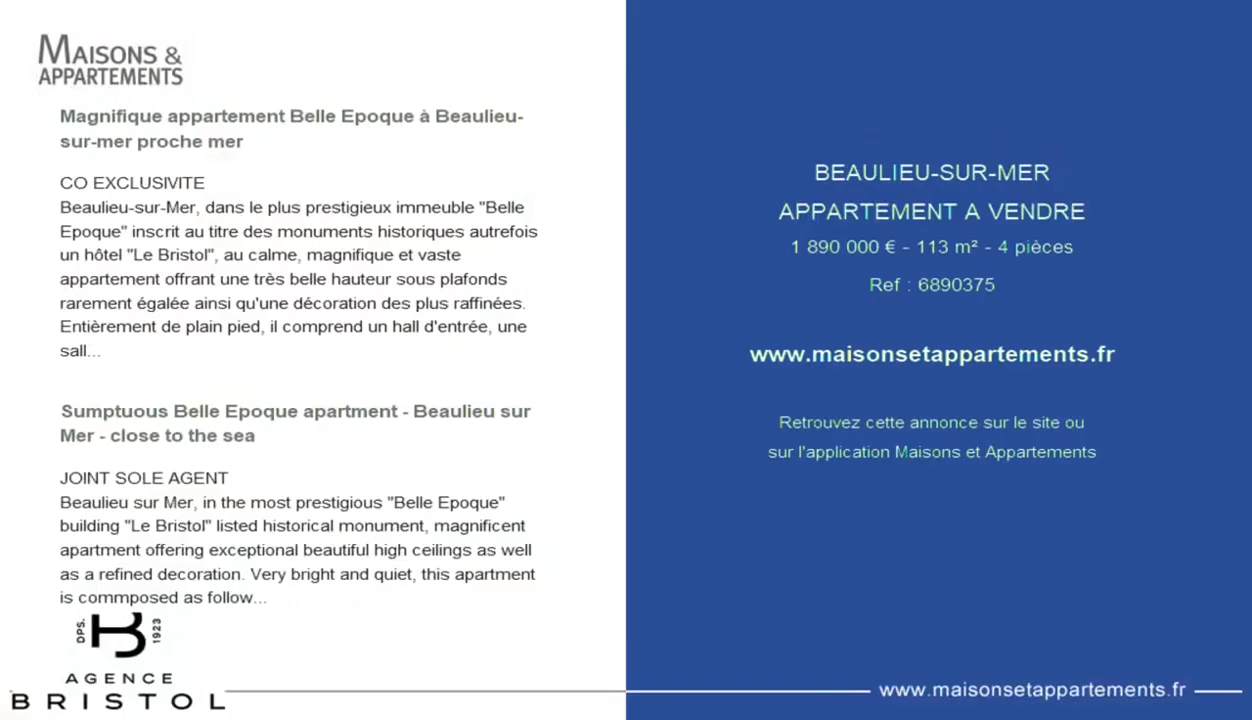 MAISONS &
APPARTEMENTS
Magnifique appartement Belle Epoque à Beaulieu-
sur-mer proche mer
CO EXCLUSIVITE
Beaulieu-sur-Mer, dans le plus prestigieux immeuble "Belle
Epoque" inscrit au titre des monuments historiques autrefois
un hôtel "Le Bristol", au calme, magnifique et vaste
appartement offrant une très belle hauteur sous plafonds
rarement égalée ainsi qu'une décoration des plus raffinées.
Entièrement de plain pied, il comprend un hall d'entrée, une
sall...
Sumptuous Belle Epoque apartment - Beaulieu sur
Mer - close to the sea
JOINT SOLE AGENT
Beaulieu sur Mer, in the most prestigious "Belle Epoque"
building "Le Bristol" listed historical monument, magnificent
apartment offering exceptional beautiful high ceilings as well
as a refined decoration. Very bright and quiet, this apartment
is commposed as follow...
DPS. B 1923
AGENCE
BRISTOL
BEAULIEU-SUR-MER
APPARTEMENT A VENDRE
1 890 000 € - 113 m² - 4 pièces
Ref : 6890375
www.maisonsetappartements.fr
Retrouvez cette annonce sur le site ou
sur l'application Maisons et Appartements
www.maisonsetappartements.fr